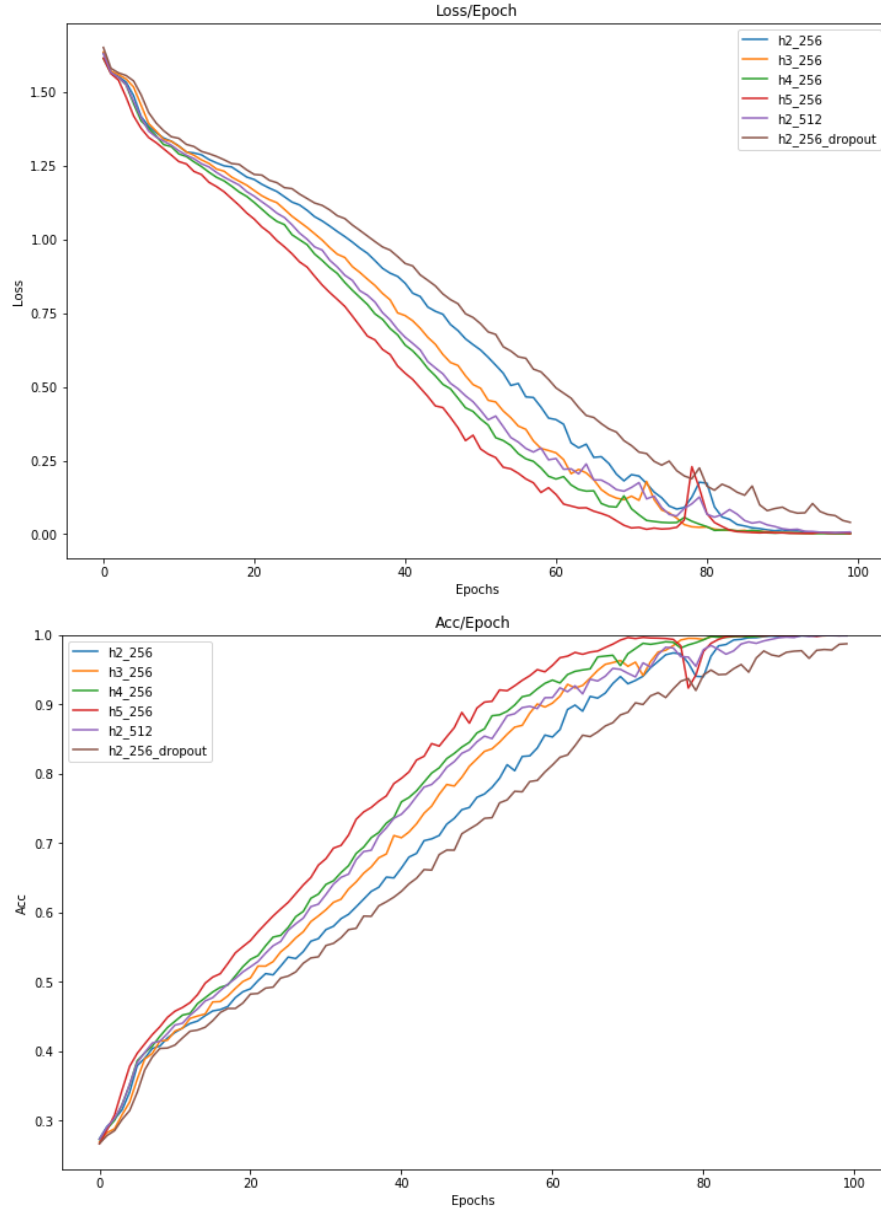 Loss/Epoch
h2_256
h3_256
h4_256
h5_256
h2_512
h2_256_dropout
1.50
1.25
1.00
0.75
0.50
0.25
0.00
Loss
0
20
40
60
80
100
Epochs
Acc/Epoch
h2_256
h3_256
h4_256
h5_256
h2_512
h2_256_dropout
1.0
0.9
0.8
0.7
0.6
0.5
0.4
0.3
Acc
0
20
40
60
80
100
Epochs